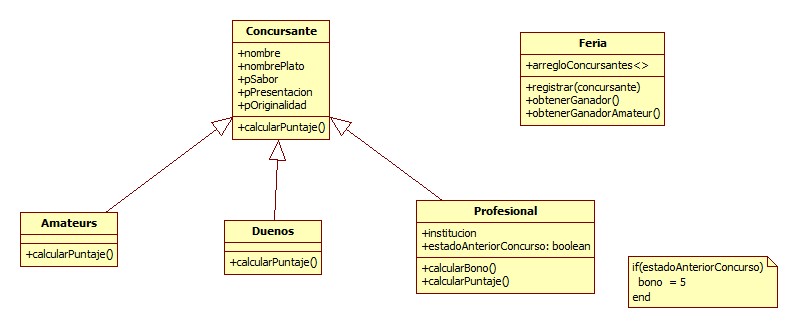 Concursante
+nombre
+nombrePlato
+pSabor
+pPresentacion
+pOriginalidad
+calcularPuntaje()
Feria
+arregloConcursantes<>
+registrar(concursante)
+obtenerGanador()
+obtenerGanadorAmateur()
Amateurs
+calcularPuntaje()
Duenos
+calcularPuntaje()
Profesional
+institucion
+estadoAnteriorConcurso: boolean
+calcularBono()
+calcularPuntaje()
if(estadoAnteriorConcurso)
bono = 5
end